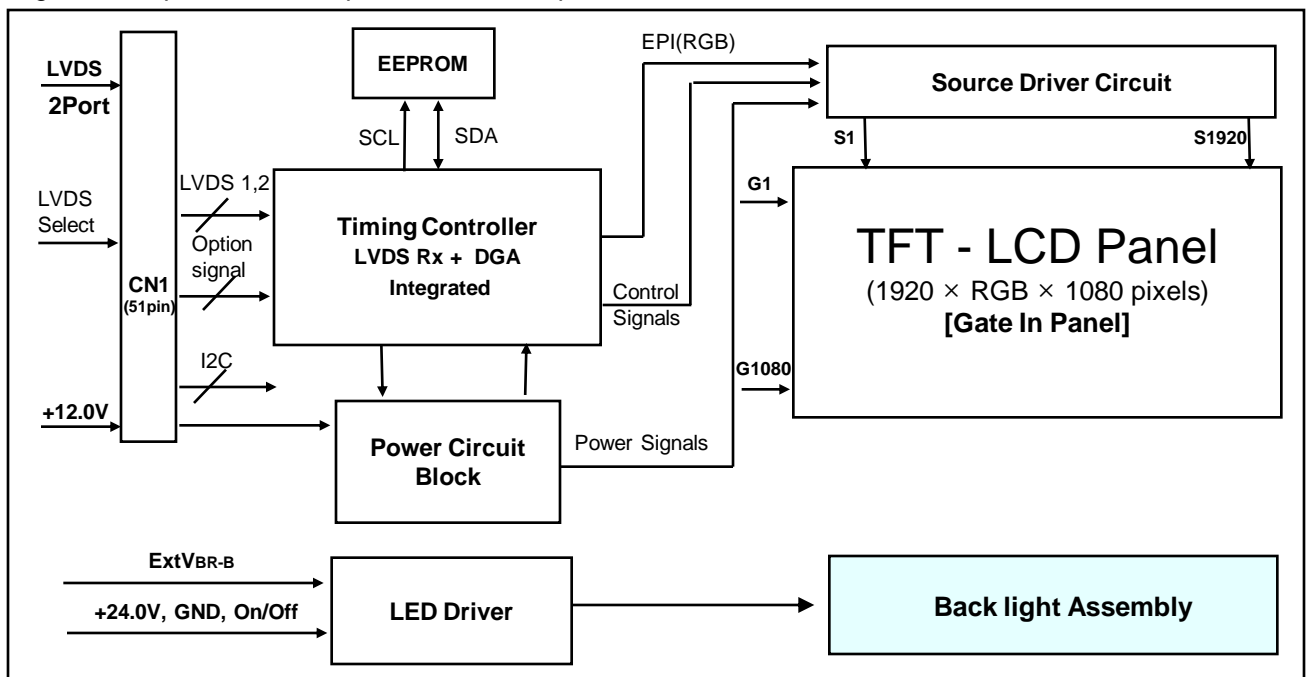 LVDS
2Port
LVDS
Select
+12.0V
CN1
(51pin)
LVDS 1,2
Option
signal
I2C
EEPROM
SCL
SDA
Timing Controller
LVDS Rx + DGA
Integrated
Power Circuit
Block
EPI(RGB)
Control
Signals
Power Signals
Source Driver Circuit
S1
S1920
G1
G1080
TFT - LCD Panel
(1920 × RGB × 1080 pixels)
[Gate In Panel]
ExtVBR-B
+24.0V, GND, On/Off
LED Driver
Back light Assembly